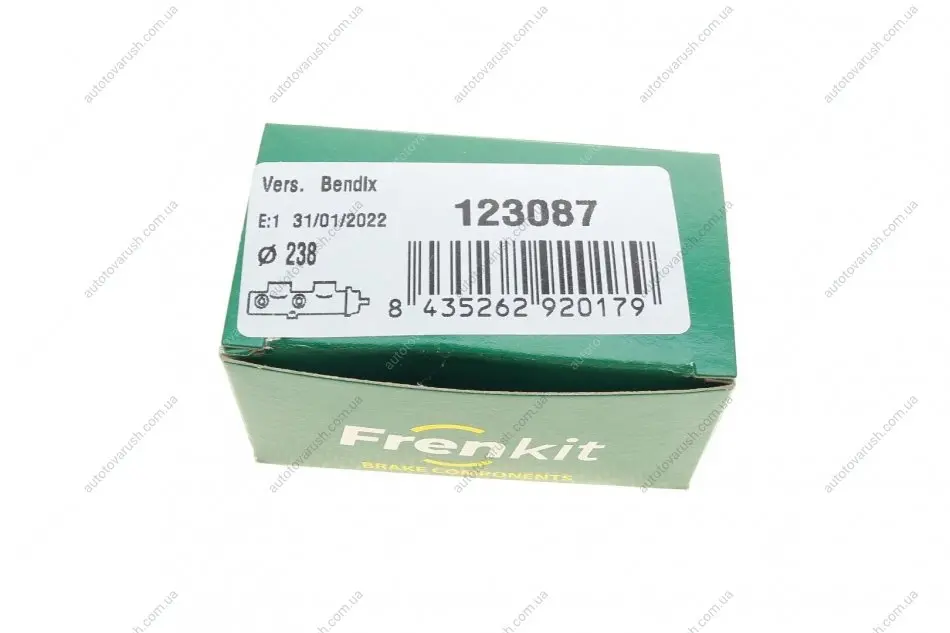 Vers. Bendix
E:1 31/01/2022
123087
Ø 238
8 435262 920179
Frenkit
BRAKE COMPONENTS
autotovarush.com.ua